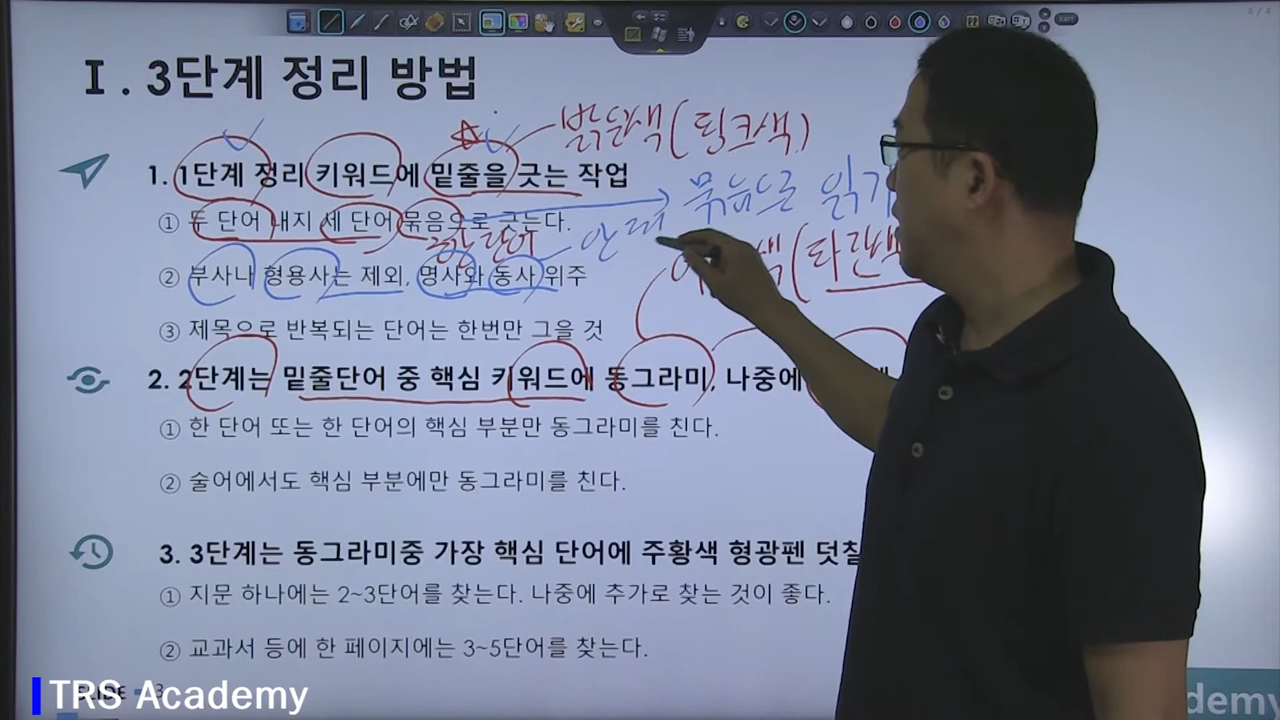 4 / 4
EXIT
I. 3단계 정리 방법
밝은색(핑크색)
1. 1단계 정리 키워드에 밑줄을 긋는 작업
묶음으로 읽기
① 두 단어 내지 세 단어 묶음으로 긋는다.
② 부사나 형용사는 제외, 명사와 동사 위주
(파란색
③ 제목으로 반복되는 단어는 한번만 그을 것
2. 2단계는 밑줄단어 중 핵심 키워드에 동그라미, 나중에
① 한 단어 또는 한 단어의 핵심 부분만 동그라미를 친다.
② 술어에서도 핵심 부분에만 동그라미를 친다.
3. 3단계는 동그라미중 가장 핵심 단어에 주황색 형광펜 덧칠
① 지문 하나에는 2~3단어를 찾는다. 나중에 추가로 찾는 것이 좋다.
② 교과서 등에 한 페이지에는 3~5단어를 찾는다.
SLIDE 3
TRS Academy
ademy